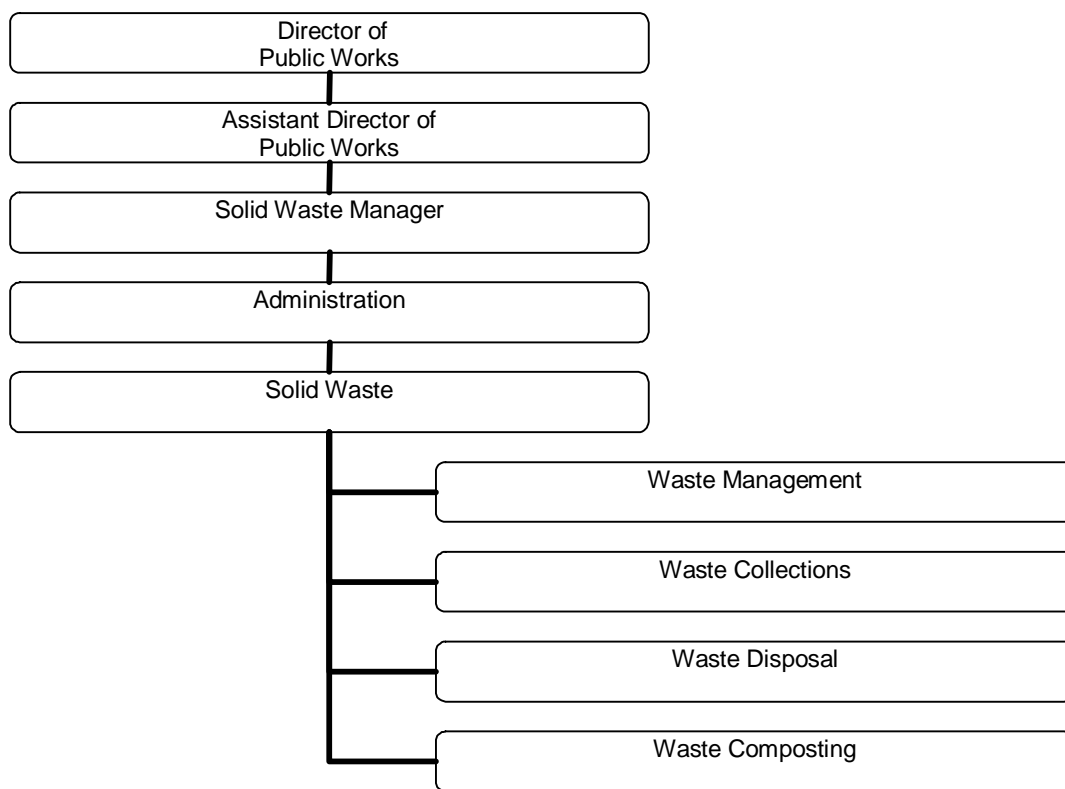 Director of
Public Works
Assistant Director of
Public Works
Solid Waste Manager
Administration
Solid Waste
Waste Management
Waste Collections
Waste Disposal
Waste Composting